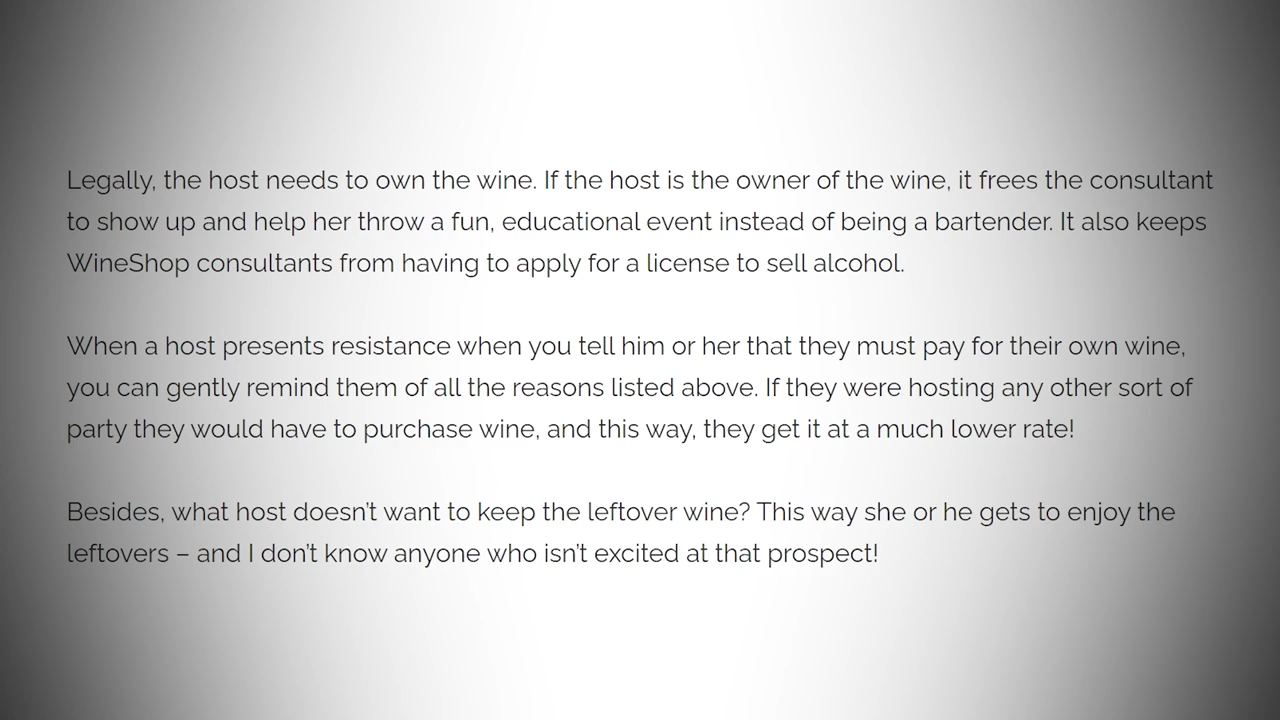 Legally, the host needs to own the wine. If the host is the owner of the wine, it frees the consultant
to show up and help her throw a fun, educational event instead of being a bartender. It also keeps
WineShop consultants from having to apply for a license to sell alcohol.
When a host presents resistance when you tell him or her that they must pay for their own wine,
you can gently remind them of all the reasons listed above. If they were hosting any other sort of
party they would have to purchase wine, and this way, they get it at a much lower rate!
Besides, what host doesn’t want to keep the leftover wine? This way she or he gets to enjoy the
leftovers – and I don’t know anyone who isn’t excited at that prospect!